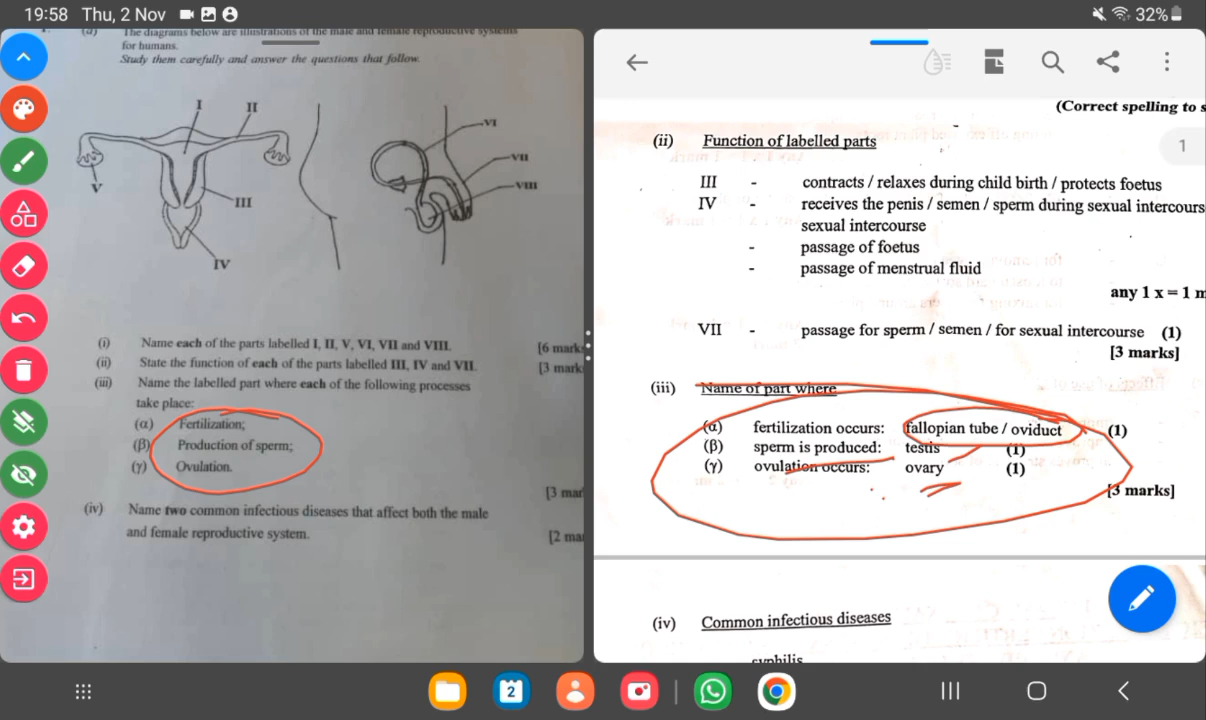 19:58 Thu, 2 Nov 32%
(a) The diagrams below are illustrations of the male and female reproductive systems
for humans.
Study them carefully and answer the questions that follow.
I
II
V
III
IV
VI
VII
VIII
(i) Name each of the parts labelled I, II, V, VI, VII and VIII. [6 mark
(ii) State the function of each of the parts labelled III, IV and VII. [3 mark
(iii) Name the labelled part where each of the following processes
take place:
(α) Fertilization;
(β) Production of sperm;
(γ) Ovulation.
[3 mar
(iv) Name two common infectious diseases that affect both the male
and female reproductive system. [2 ma
(Correct spelling to s
1
(ii) Function of labelled parts
III - contracts / relaxes during child birth / protects foetus
IV - receives the penis / semen / sperm during sexual intercours
sexual intercourse
- passage of foetus
- passage of menstrual fluid
any 1 x = 1 m
VII - passage for sperm / semen / for sexual intercourse (1)
[3 marks]
(iii) Name of part where
(α) fertilization occurs: fallopian tube / oviduct (1)
(β) sperm is produced: testis (1)
(γ) ovulation occurs: ovary (1)
[3 marks]
(iv) Common infectious diseases
syphilis
2